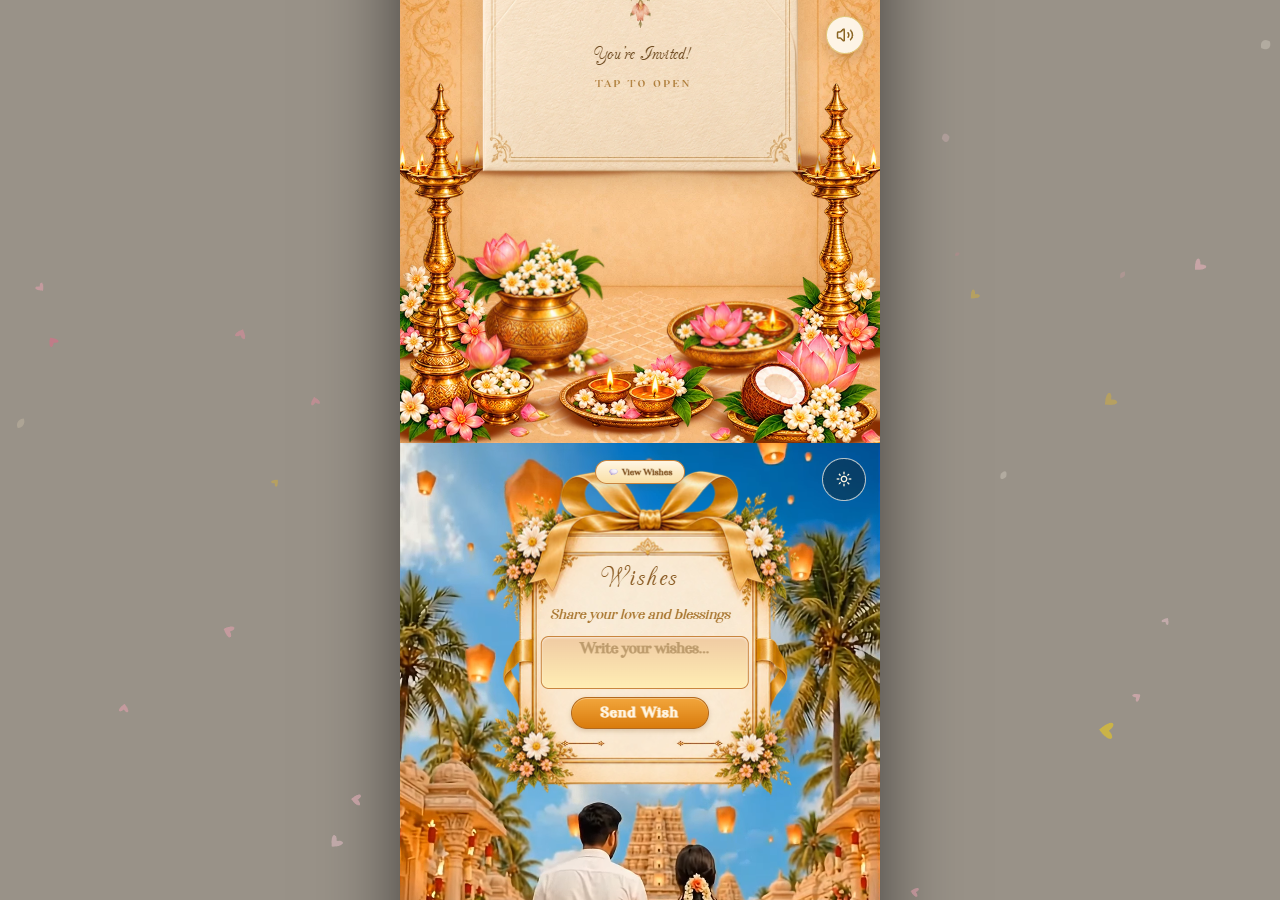 You're Invited!
TAP TO OPEN
View Wishes
Wishes
Share your love and blessings
Write your wishes...
Send Wish